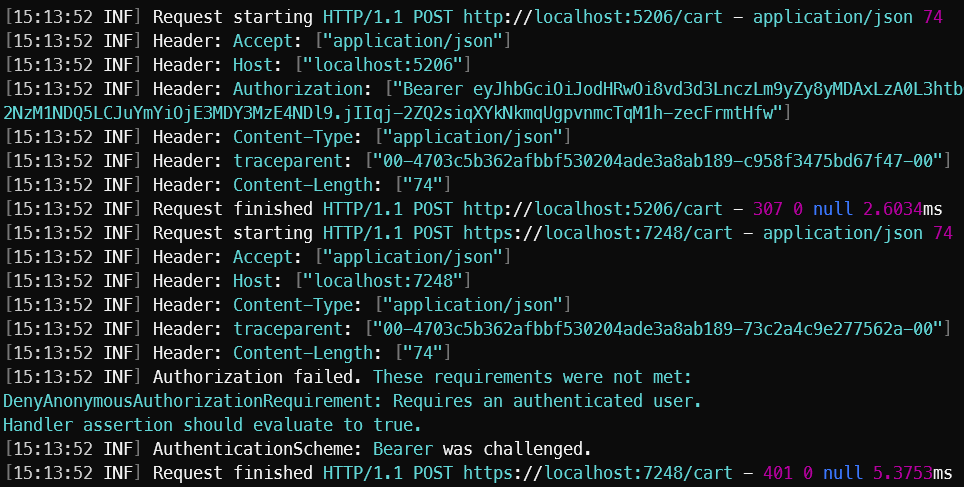 [15:13:52 INF] Request starting HTTP/1.1 POST http://localhost:5206/cart - application/json 74
[15:13:52 INF] Header: Accept: ["application/json"]
[15:13:52 INF] Header: Host: ["localhost:5206"]
[15:13:52 INF] Header: Authorization: ["Bearer eyJhbGciOiJodHRwOi8vd3d3LnczLm9yZy8yMDAxLzA0L3htb
2NzM1NDQ5LCJuYmYiOjE3MDY3MzE4NDl9.jIIqj-2ZQ2siqXYkNkmqUgpvnmcTqM1h-zecFrmtHfw"]
[15:13:52 INF] Header: Content-Type: ["application/json"]
[15:13:52 INF] Header: traceparent: ["00-4703c5b362afbbf530204ade3a8ab189-c958f3475bd67f47-00"]
[15:13:52 INF] Header: Content-Length: ["74"]
[15:13:52 INF] Request finished HTTP/1.1 POST http://localhost:5206/cart - 307 0 null 2.6034ms
[15:13:52 INF] Request starting HTTP/1.1 POST https://localhost:7248/cart - application/json 74
[15:13:52 INF] Header: Accept: ["application/json"]
[15:13:52 INF] Header: Host: ["localhost:7248"]
[15:13:52 INF] Header: Content-Type: ["application/json"]
[15:13:52 INF] Header: traceparent: ["00-4703c5b362afbbf530204ade3a8ab189-73c2a4c9e277562a-00"]
[15:13:52 INF] Header: Content-Length: ["74"]
[15:13:52 INF] Authorization failed. These requirements were not met:
DenyAnonymousAuthorizationRequirement: Requires an authenticated user.
Handler assertion should evaluate to true.
[15:13:52 INF] AuthenticationScheme: Bearer was challenged.
[15:13:52 INF] Request finished HTTP/1.1 POST https://localhost:7248/cart - 401 0 null 5.3753ms